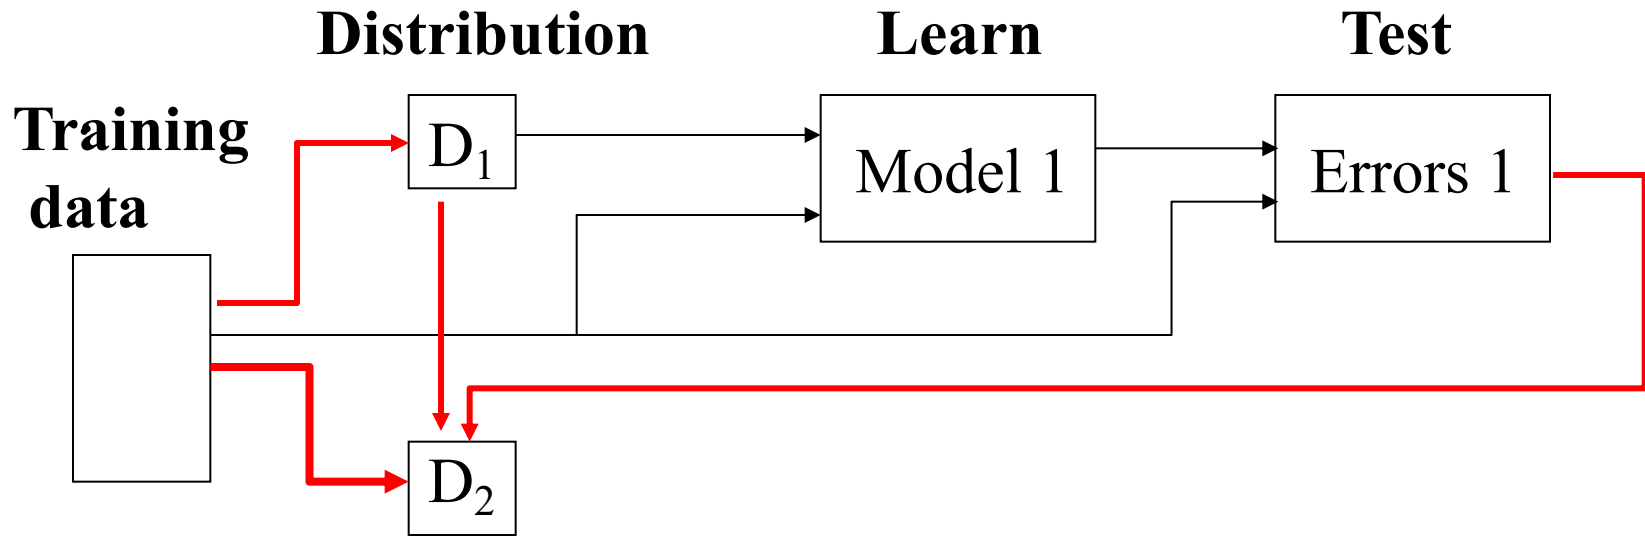 Distribution Learn Test
Training
data
D₁
Model 1
Errors 1
D₂